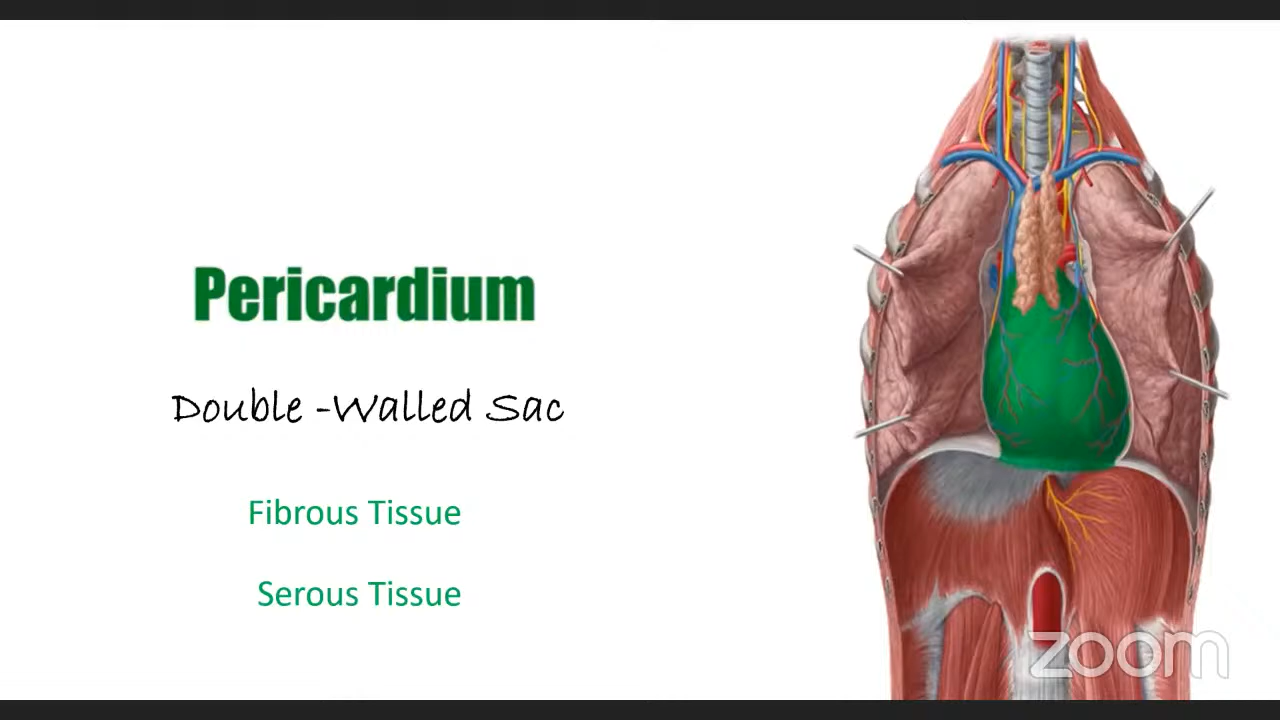 Pericardium
Double -Walled Sac
Fibrous Tissue
Serous Tissue
zoom